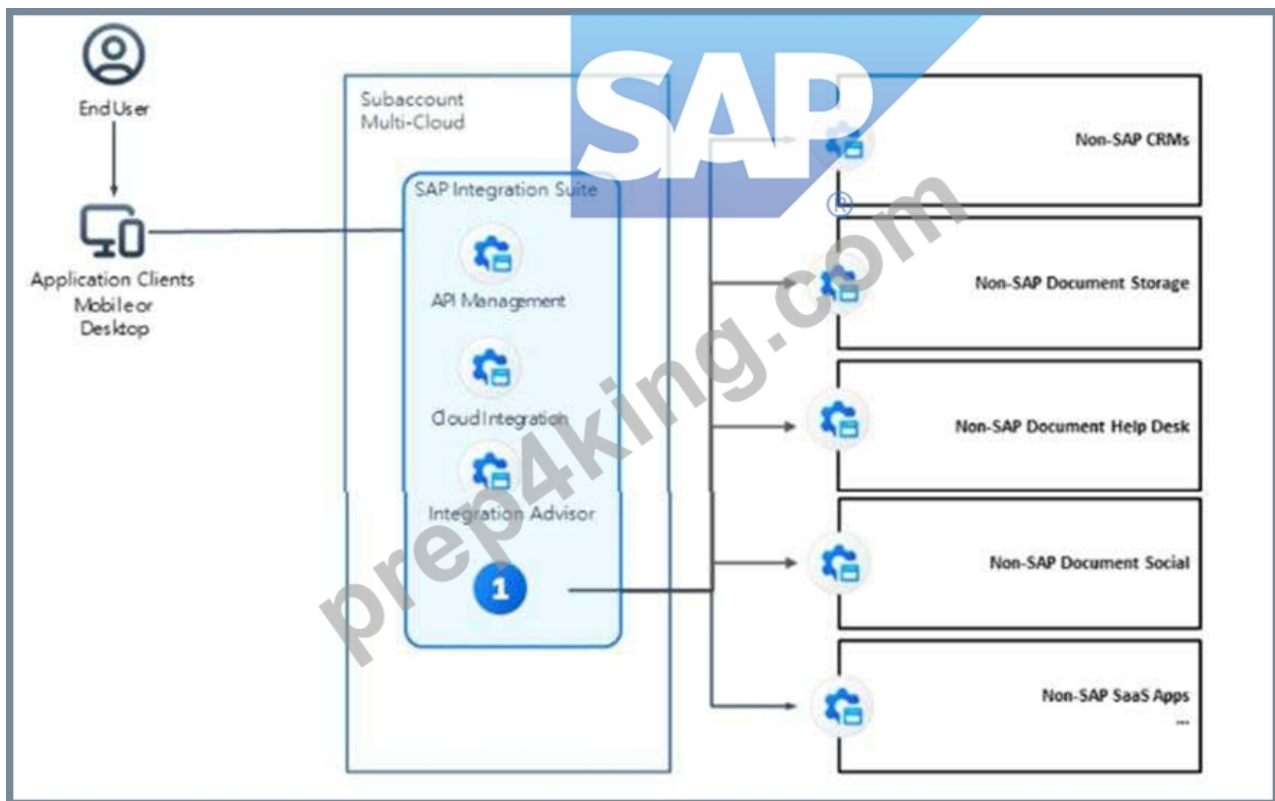 SAP
®
End User
Application Clients
Mobile or
Desktop
Subaccount
Multi-Cloud
SAP Integration Suite
API Management
Cloud Integration
Integration Advisor
1
Non-SAP CRMs
Non-SAP Document Storage
Non-SAP Document Help Desk
Non-SAP Document Social
Non-SAP SaaS Apps
...
prep4king.com